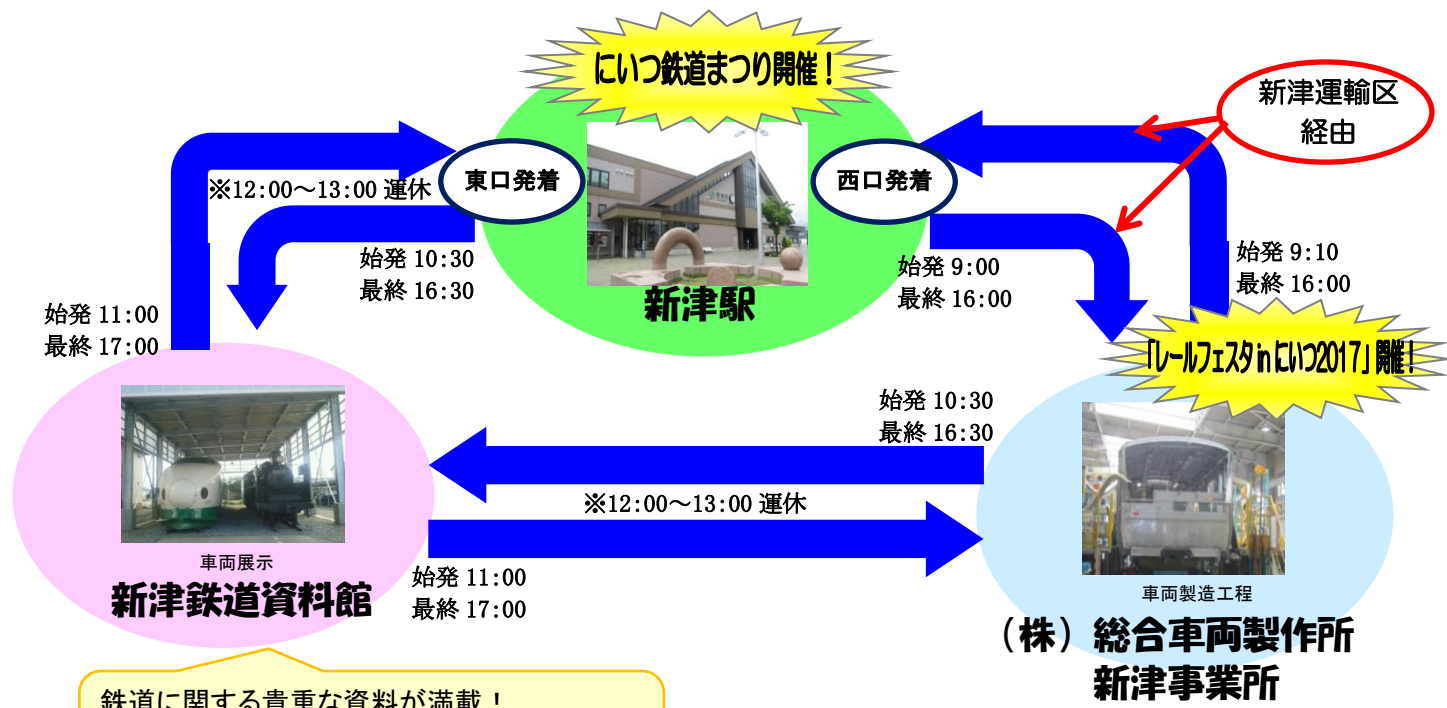 にいつ鉄道まつり開催！
新津運輸区
経由
東口発着
西口発着
※12:00～13:00 運休
始発 10:30
最終 16:30
始発 9:00
最終 16:00
始発 9:10
最終 16:00
新津駅
始発 11:00
最終 17:00
「レールフェスタ in にいつ2017」開催！
始発 10:30
最終 16:30
※12:00～13:00 運休
車両展示
新津鉄道資料館
始発 11:00
最終 17:00
車両製造工程
（株）総合車両製作所
新津事業所
鉄道に関する貴重な資料が満載！